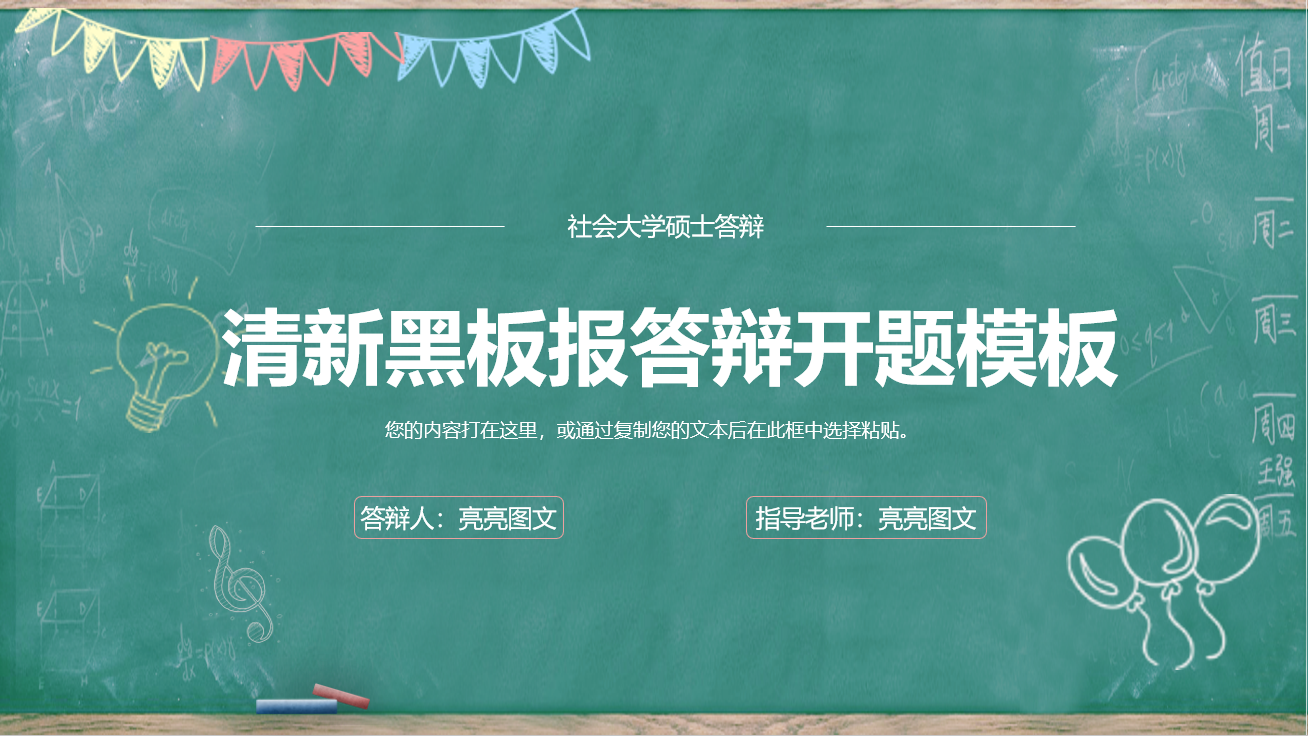 社会大学硕士答辩
清新黑板报答辩开题模板
您的内容打在这里，或通过复制您的文本后在此框中选择粘贴。
答辩人：亮亮图文
指导老师：亮亮图文
值日
周一
周二
周三
周四
王强
周五